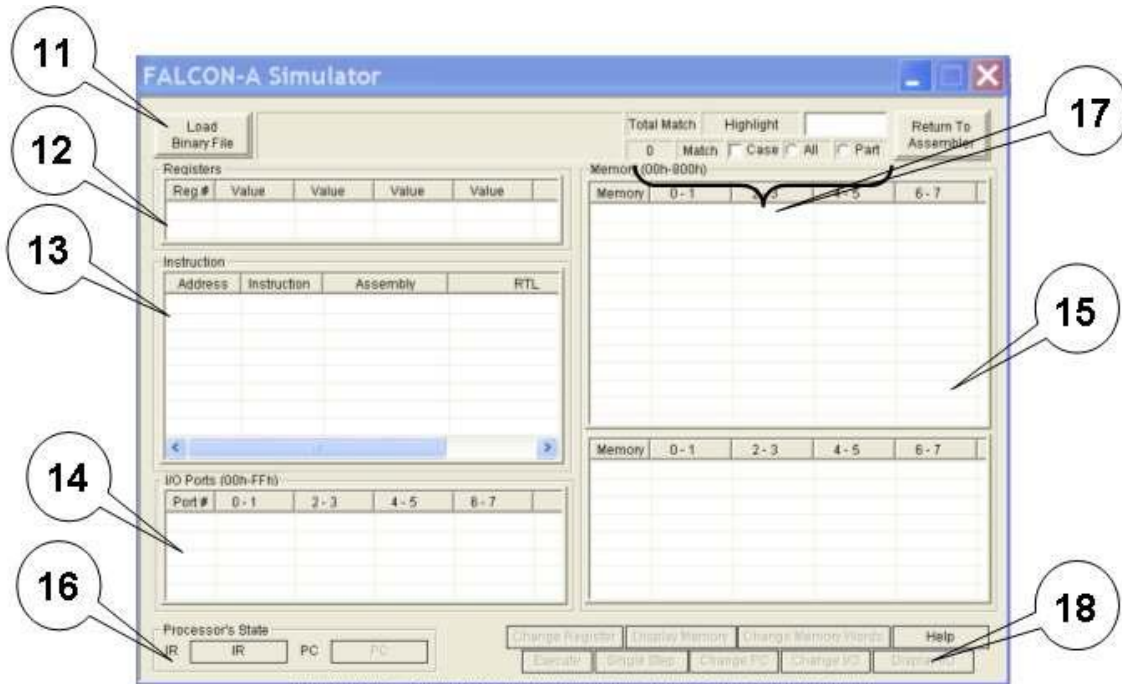 11
FALCON-A Simulator
17
Load
Binary File
Total Match Highlight
Return To
Assembler
0 Match Case All Part
12
Registers
Memory (00h-800h)
Reg.# Value Value Value Value
Memory 0 - 1 2 - 3 4 - 5 6 - 7
13
Instruction
Address Instruction Assembly RTL
15
Memory 0 - 1 2 - 3 4 - 5 6 - 7
14
I/O Ports (00h-FFh)
Port # 0 - 1 2 - 3 4 - 5 6 - 7
16
18
Processor's State
IR IR PC PC
Change Register Display Memory Change Memory Words Help
Execute Single Step Change PC Change I/O Display I/O